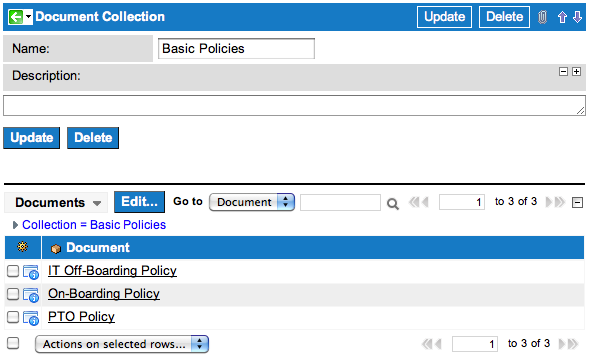 Document Collection Update Delete
Name: Basic Policies
Description:
Update Delete
Documents Edit... Go to Document 1 to 3 of 3
Collection = Basic Policies
Document
IT Off-Boarding Policy
On-Boarding Policy
PTO Policy
Actions on selected rows... 1 to 3 of 3